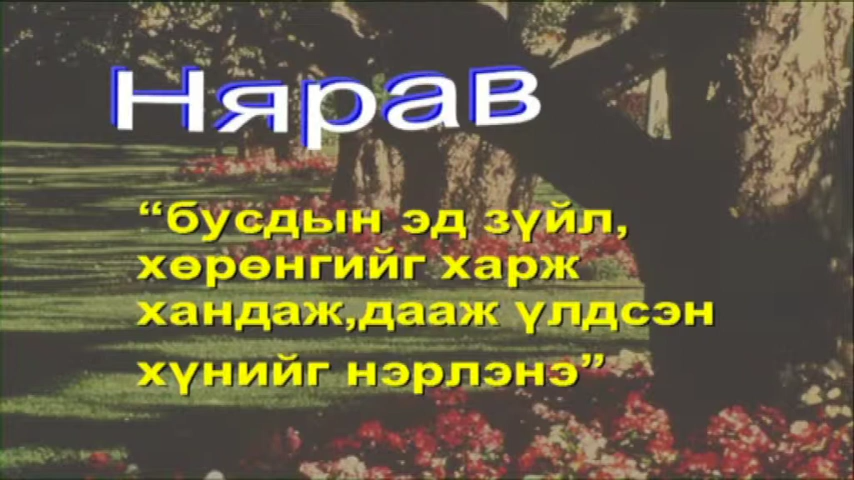 Нярав
“бусдын эд зүйл,
хөрөнгийг харж
хандаж,дааж үлдсэн
хүнийг нэрлэнэ”